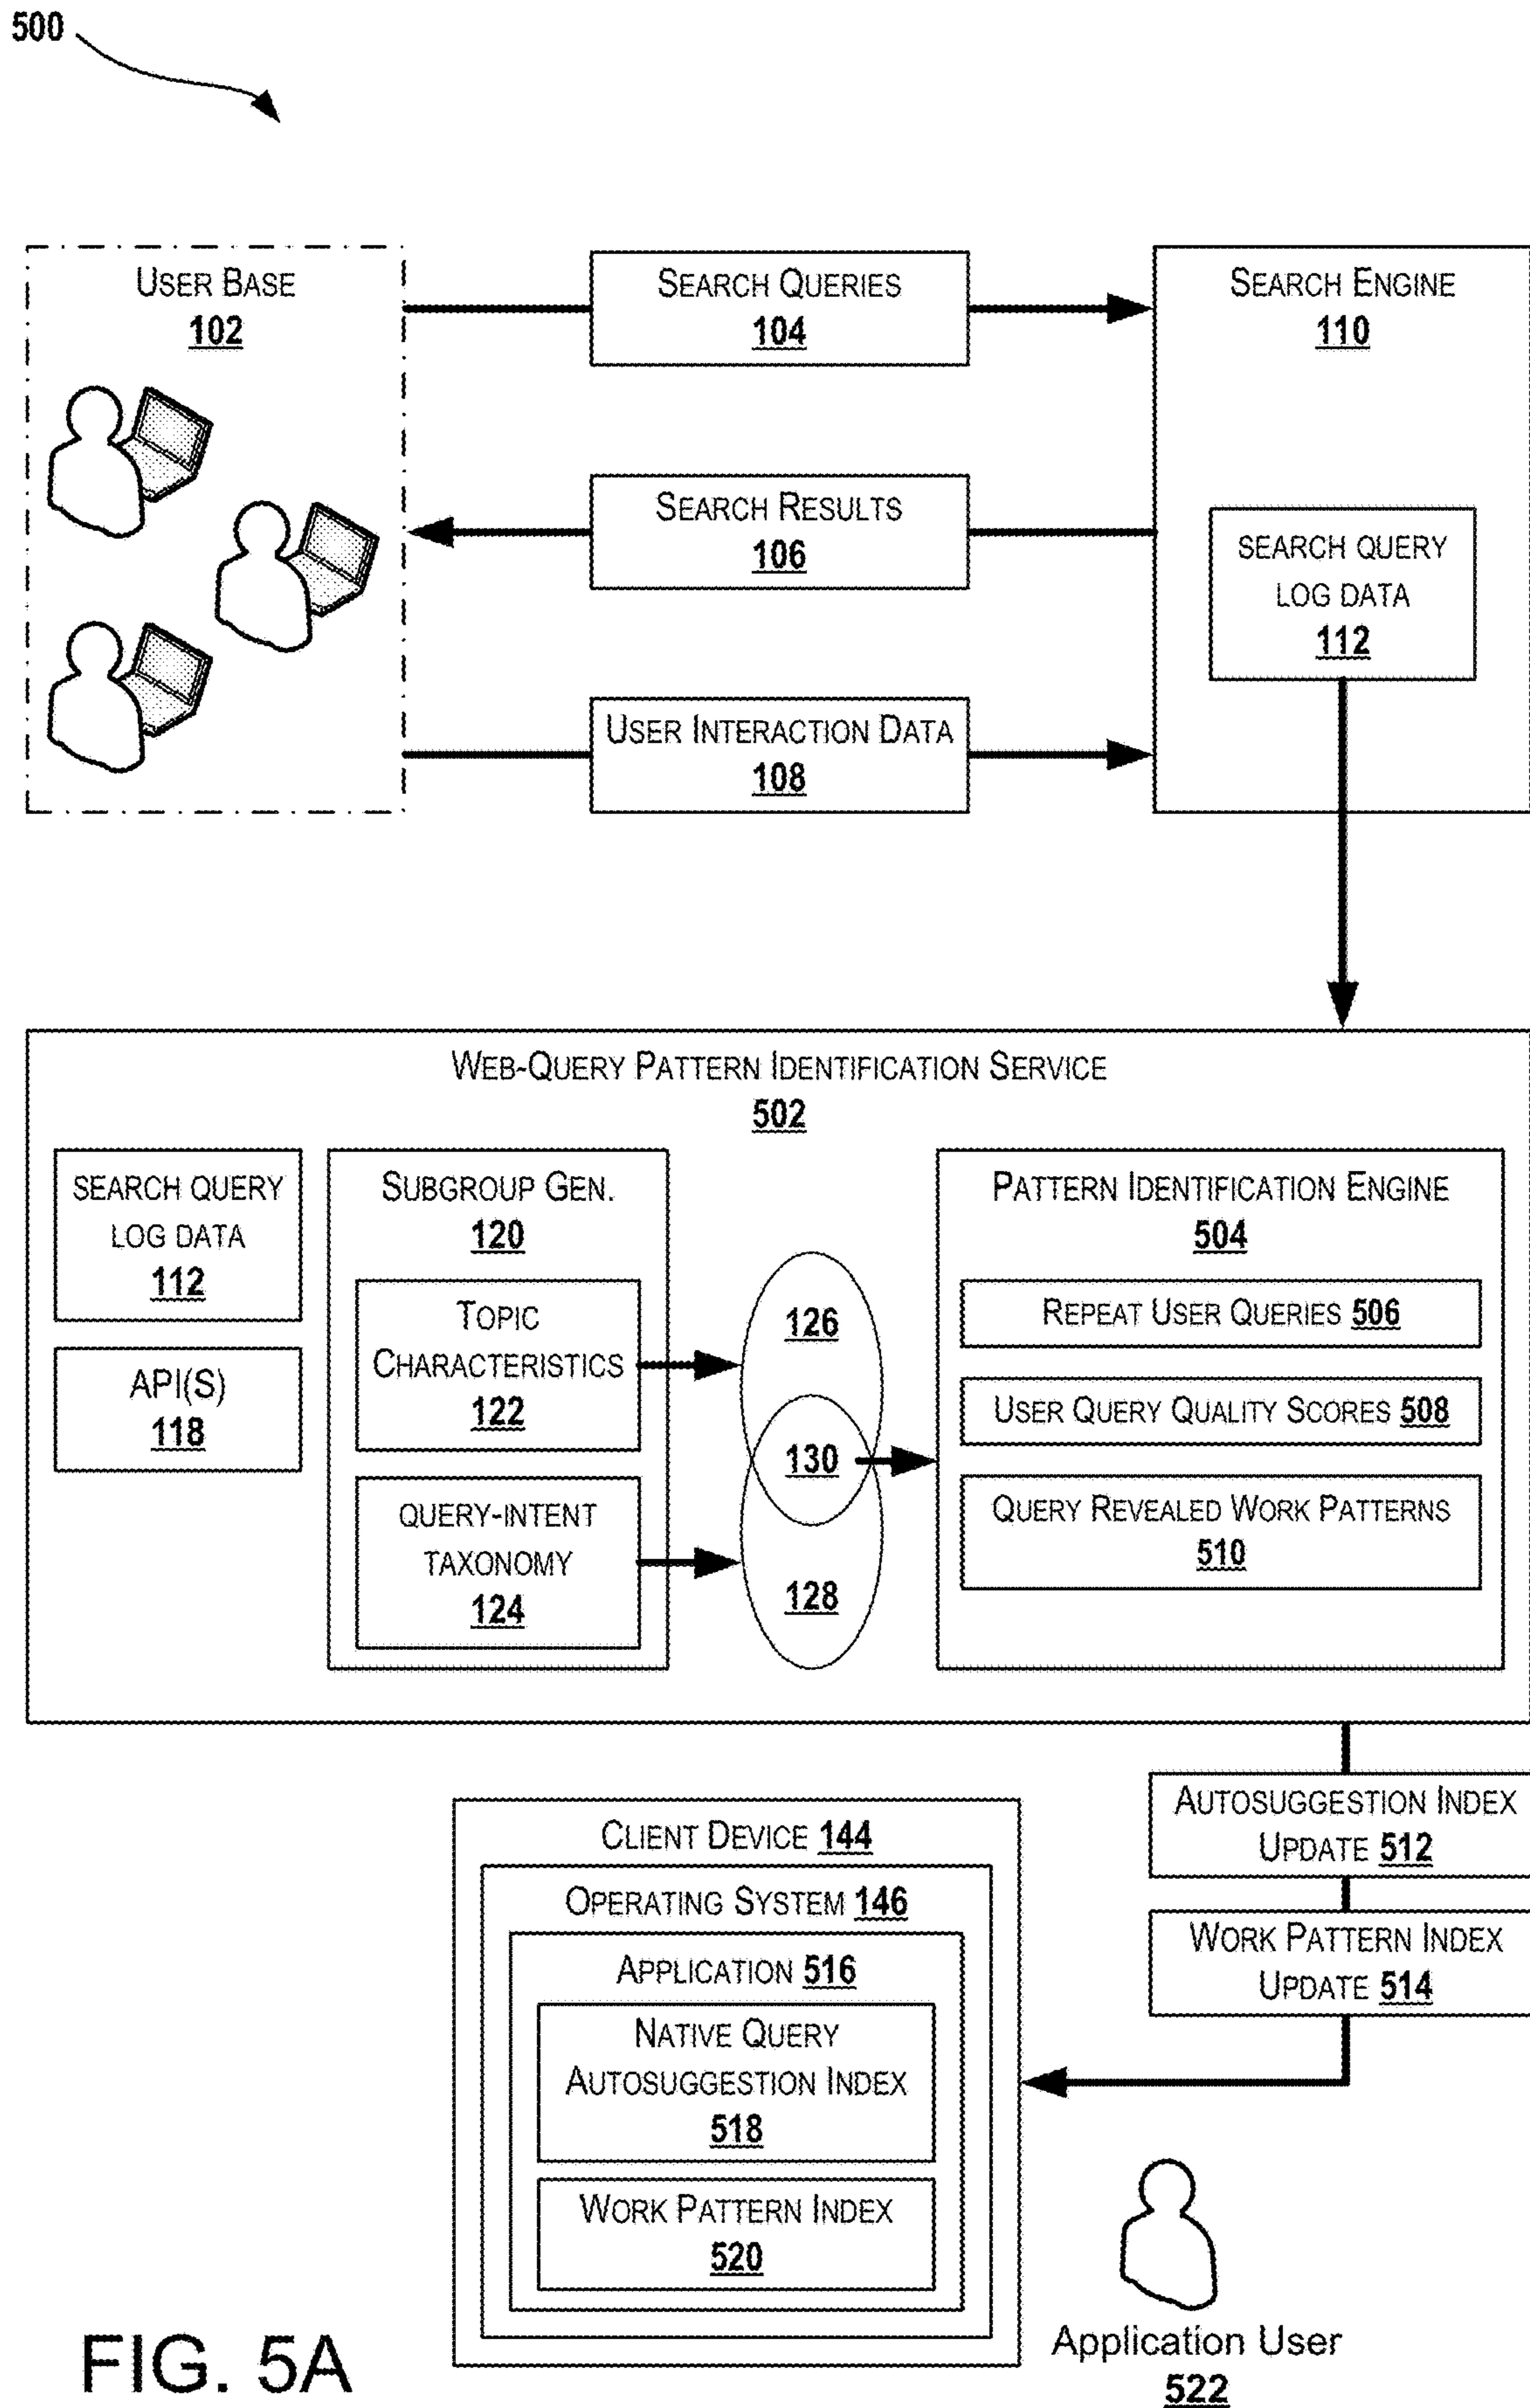 500
USER BASE
102
SEARCH QUERIES
104
SEARCH ENGINE
110
SEARCH RESULTS
106
SEARCH QUERY
LOG DATA
112
USER INTERACTION DATA
108
WEB-QUERY PATTERN IDENTIFICATION SERVICE
502
SEARCH QUERY
LOG DATA
112
API(S)
118
SUBGROUP GEN.
120
TOPIC
CHARACTERISTICS
122
QUERY-INTENT
TAXONOMY
124
126
130
128
PATTERN IDENTIFICATION ENGINE
504
REPEAT USER QUERIES 506
USER QUERY QUALITY SCORES 508
QUERY REVEALED WORK PATTERNS
510
AUTOSUGGESTION INDEX
UPDATE 512
WORK PATTERN INDEX
UPDATE 514
CLIENT DEVICE 144
OPERATING SYSTEM 146
APPLICATION 516
NATIVE QUERY
AUTOSUGGESTION INDEX
518
WORK PATTERN INDEX
520
Application User
522
FIG. 5A